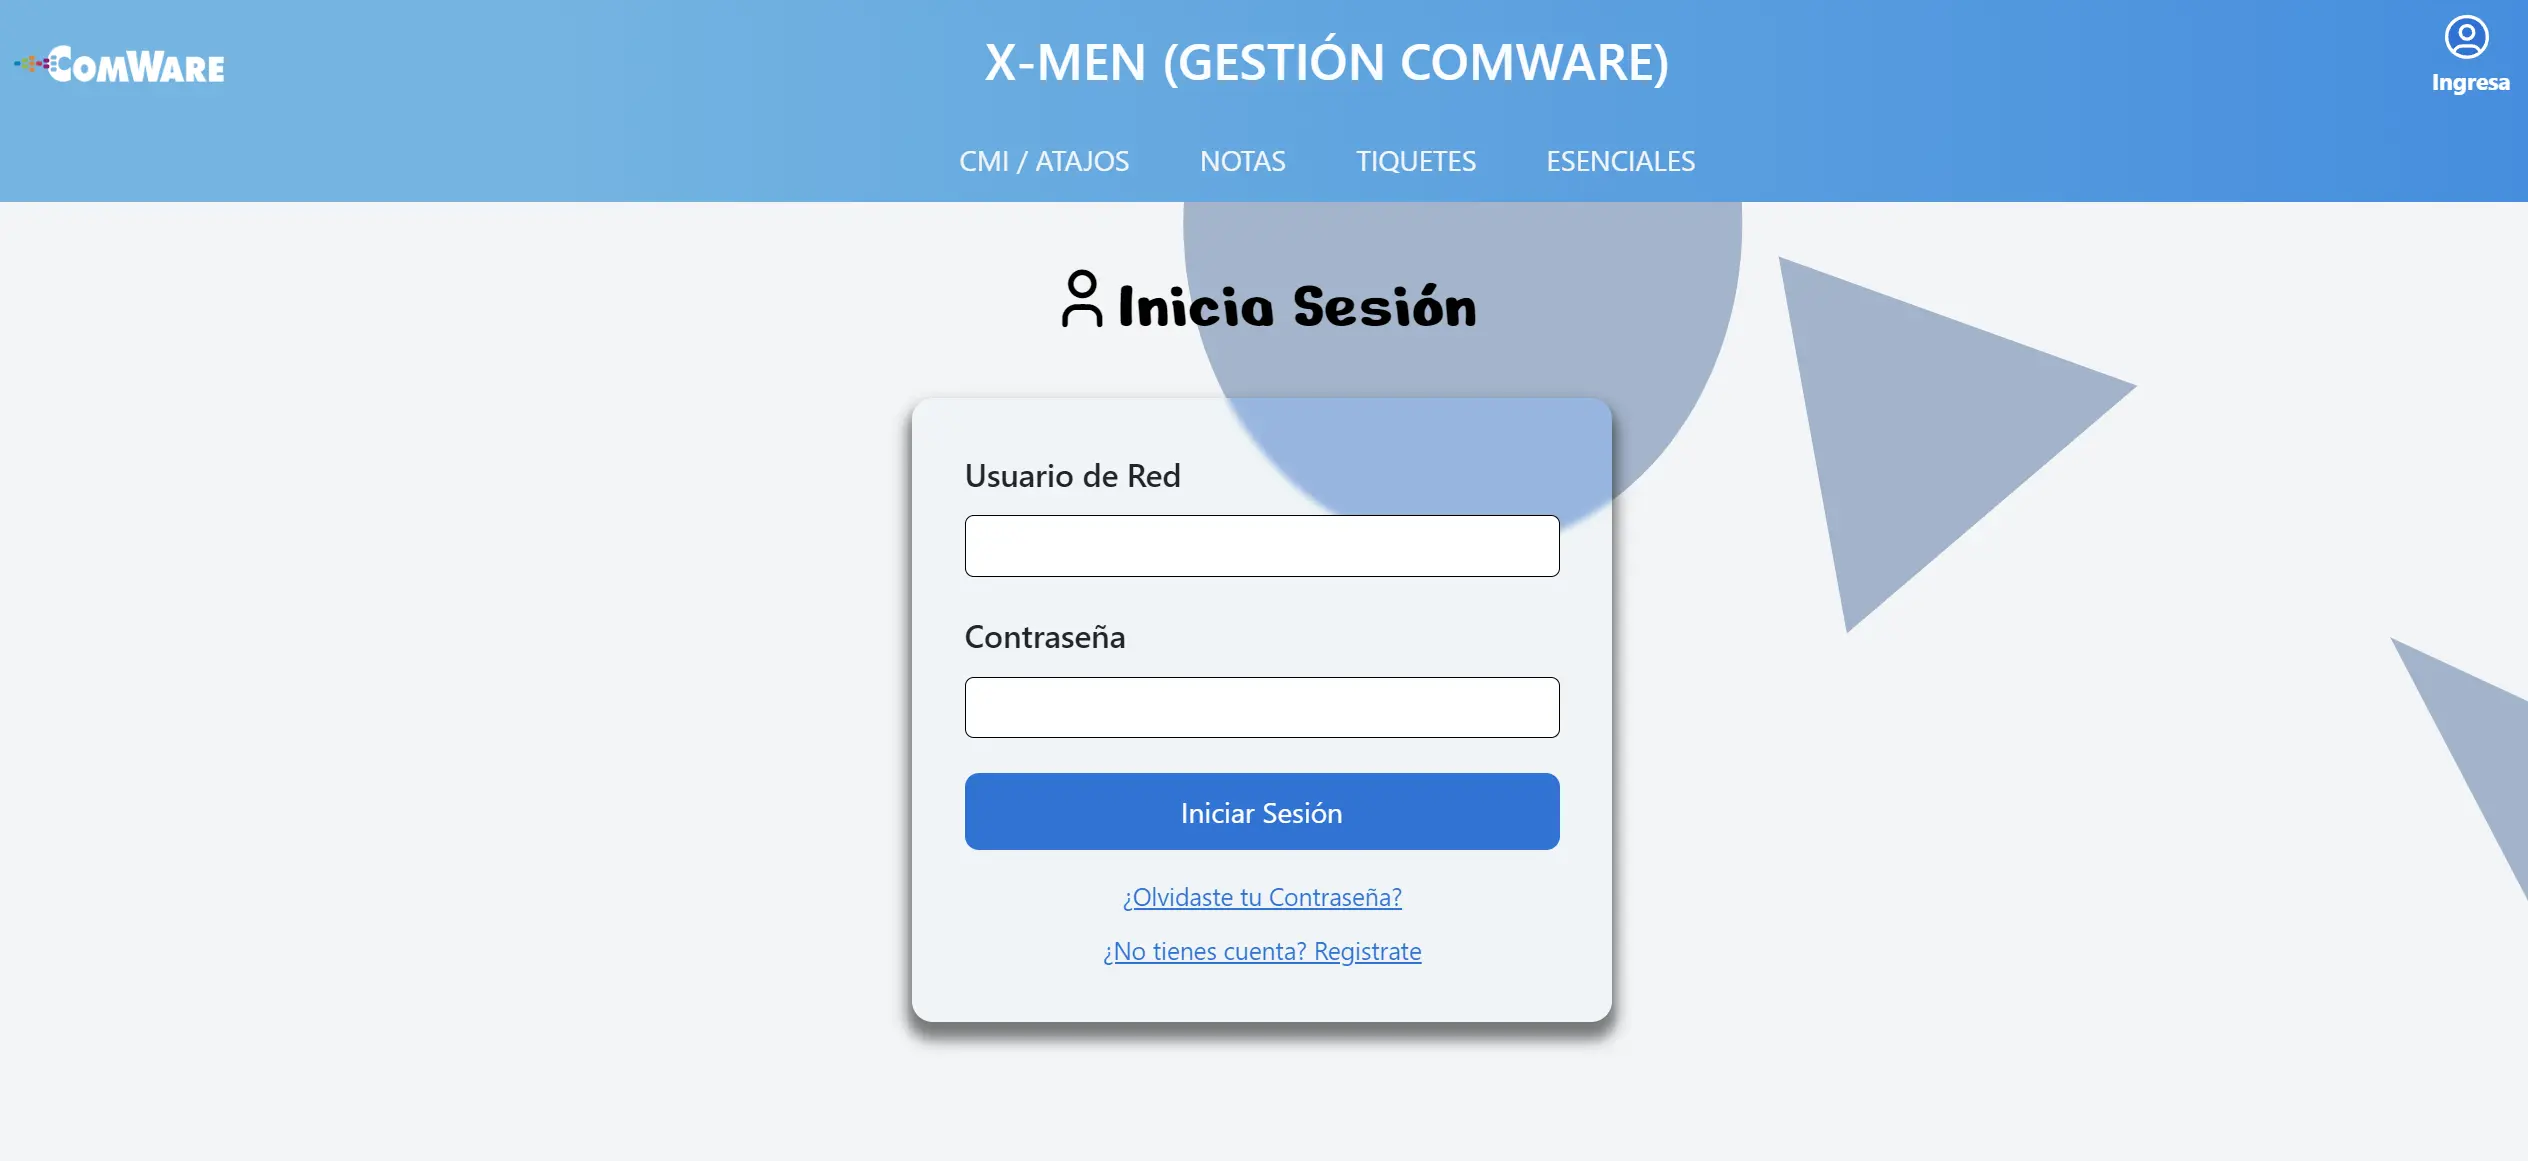 COMWARE
X-MEN (GESTIÓN COMWARE)
Ingresa
CMI / ATAJOS NOTAS TIQUETES ESENCIALES
Inicia Sesión
Usuario de Red
Contraseña
Iniciar Sesión
¿Olvidaste tu Contraseña?
¿No tienes cuenta? Registrate